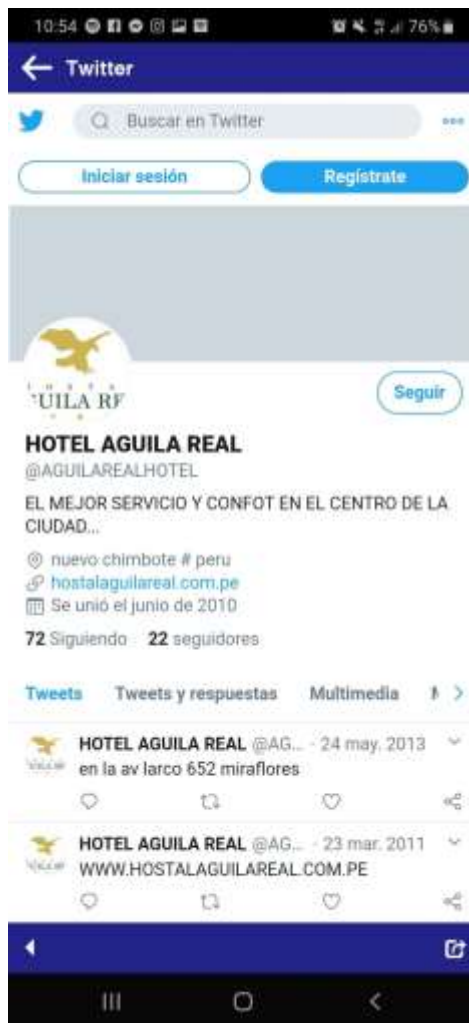 10:54
76%
Twitter
Buscar en Twitter
Iniciar sesión
Regístrate
UILA RE
Seguir
HOTEL AGUILA REAL
@AGUILAREALHOTEL
EL MEJOR SERVICIO Y CONFOT EN EL CENTRO DE LA
CIUDAD...
nuevo chimbote # peru
hostalaguilareal.com.pe
Se unió el junio de 2010
72 Siguiendo 22 seguidores
Tweets Tweets y respuestas Multimedia
HOTEL AGUILA REAL @AG... · 24 may. 2013
en la av larco 652 miraflores
HOTEL AGUILA REAL @AG... · 23 mar. 2011
WWW.HOSTALAGUILAREAL.COM.PE